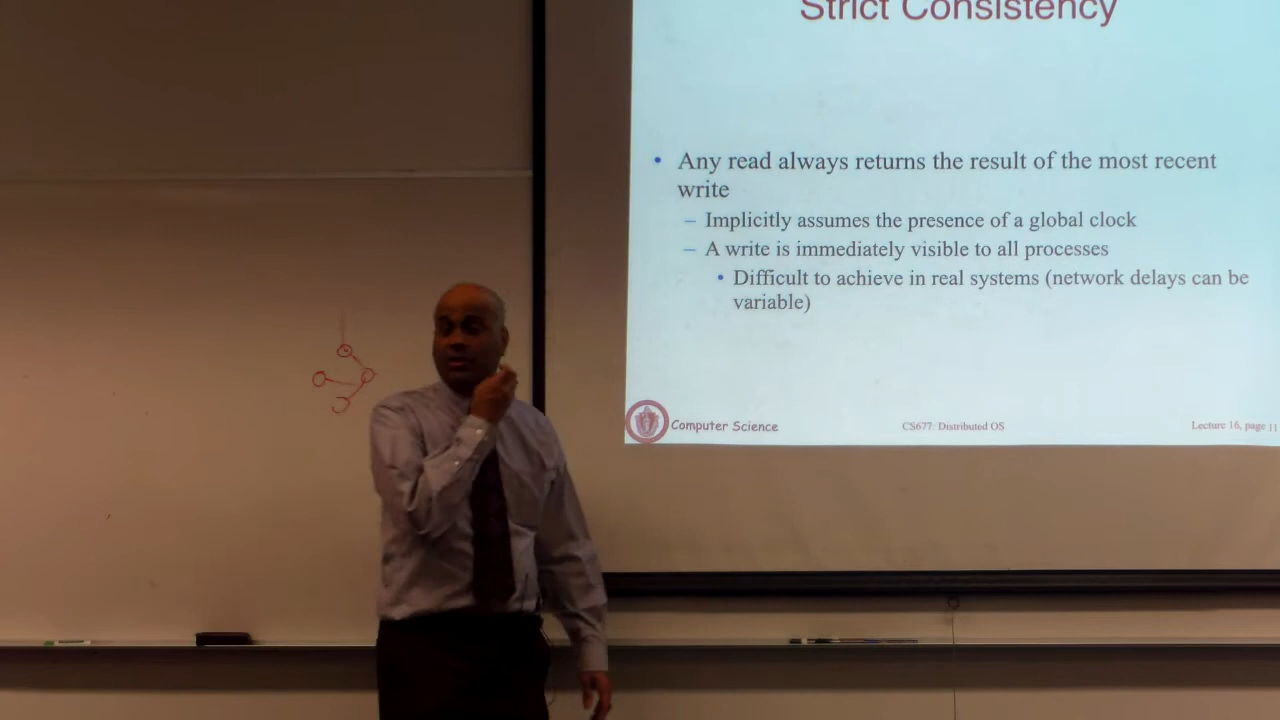 Strict Consistency
• Any read always returns the result of the most recent
write
– Implicitly assumes the presence of a global clock
– A write is immediately visible to all processes
• Difficult to achieve in real systems (network delays can be
variable)
Computer Science
CS677: Distributed OS
Lecture 16, page 11